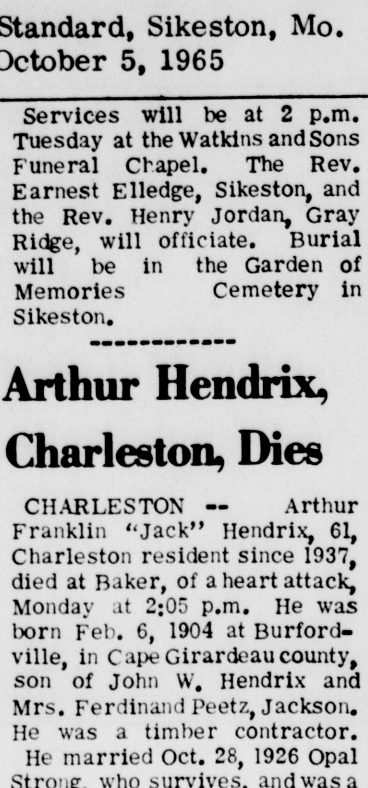 Standard, Sikeston, Mo.
October 5, 1965
Services will be at 2 p.m.
Tuesday at the Watkins and Sons
Funeral Chapel. The Rev.
Earnest Elledge, Sikeston, and
the Rev. Henry Jordan, Gray
Ridge, will officiate. Burial
will be in the Garden of
Memories Cemetery in
Sikeston.
Arthur Hendrix,
Charleston, Dies
CHARLESTON -- Arthur
Franklin "Jack" Hendrix, 61,
Charleston resident since 1937,
died at Baker, of a heart attack,
Monday at 2:05 p.m. He was
born Feb. 6, 1904 at Burford-
ville, in Cape Girardeau county,
son of John W. Hendrix and
Mrs. Ferdinand Peetz, Jackson.
He was a timber contractor.
He married Oct. 28, 1926 Opal
Strong, who survives, and was a